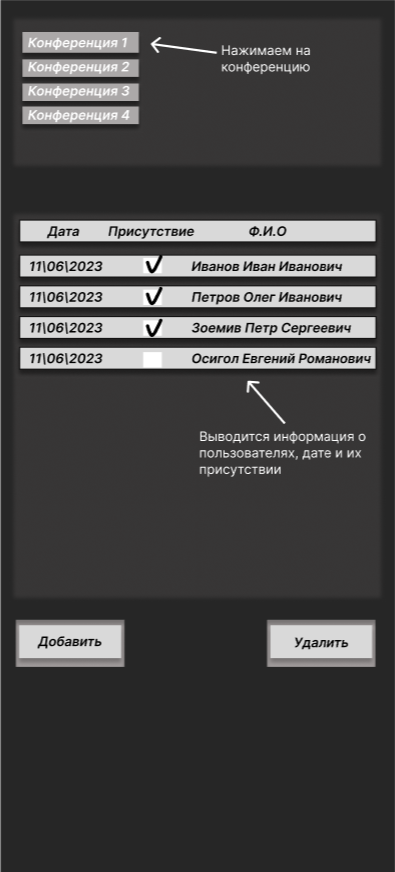 Конференция 1
Нажимаем на
конференцию
Конференция 2
Конференция 3
Конференция 4
Дата Присутствие Ф.И.О
11\06\2023 Иванов Иван Иванович
11\06\2023 Петров Олег Иванович
11\06\2023 Зоемив Петр Сергеевич
11\06\2023 Осигол Евгений Романович
Выводится информация о
пользователях, дате и их
присутствии
Добавить Удалить